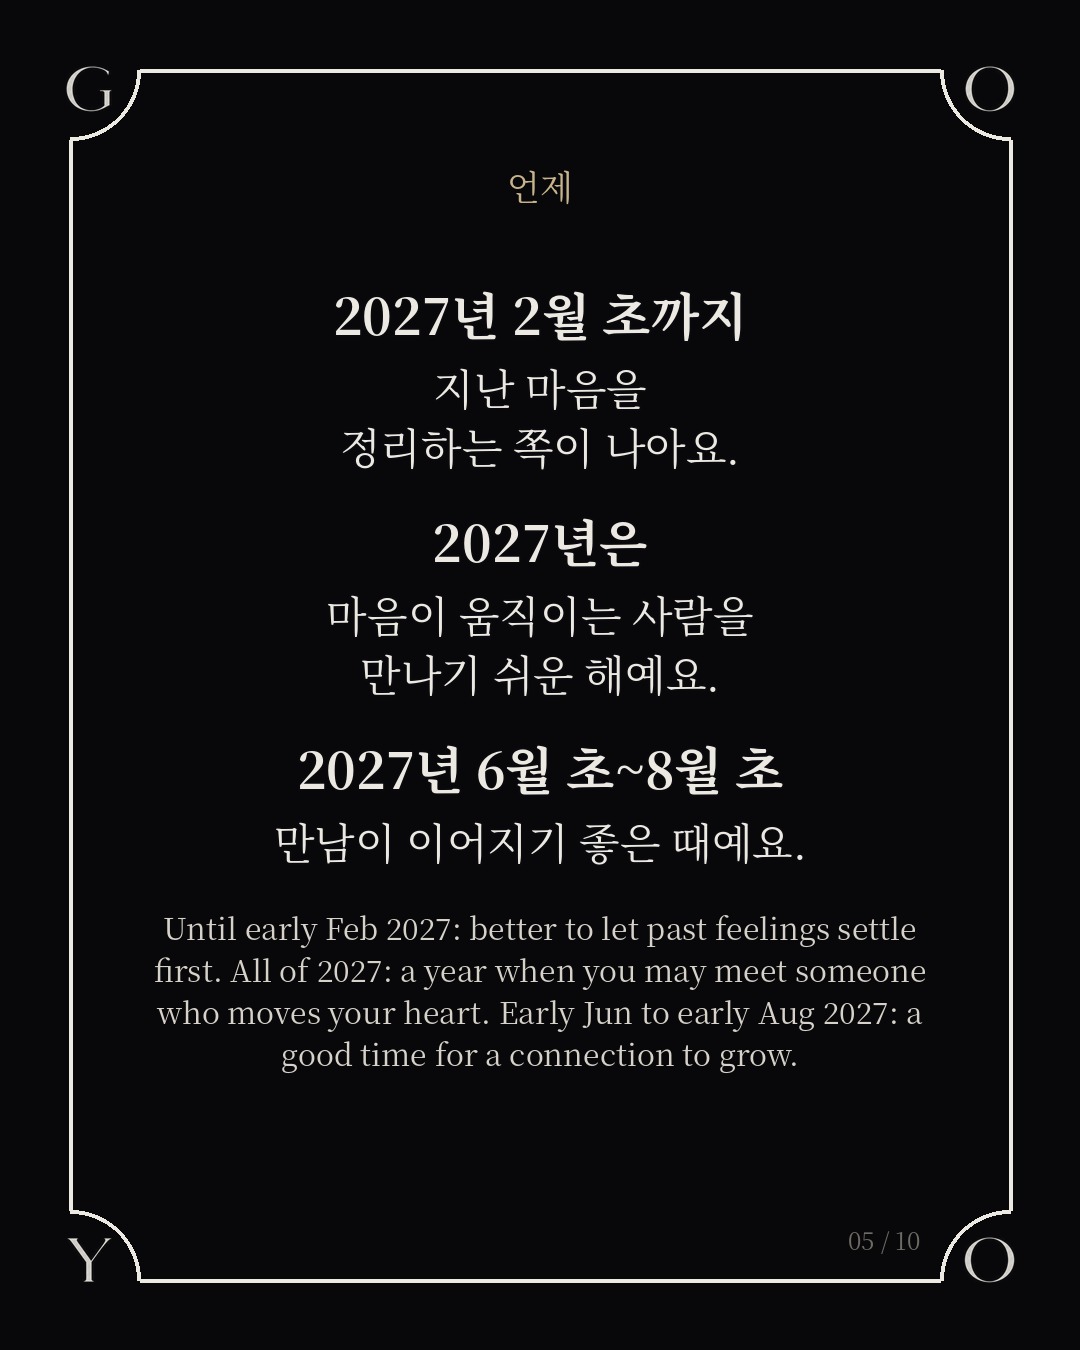 G O
언제
2027년 2월 초까지
지난 마음을
정리하는 쪽이 나아요.
2027년은
마음이 움직이는 사람을
만나기 쉬운 해예요.
2027년 6월 초~8월 초
만남이 이어지기 좋은 때예요.
Until early Feb 2027: better to let past feelings settle
first. All of 2027: a year when you may meet someone
who moves your heart. Early Jun to early Aug 2027: a
good time for a connection to grow.
05 / 10
Y O